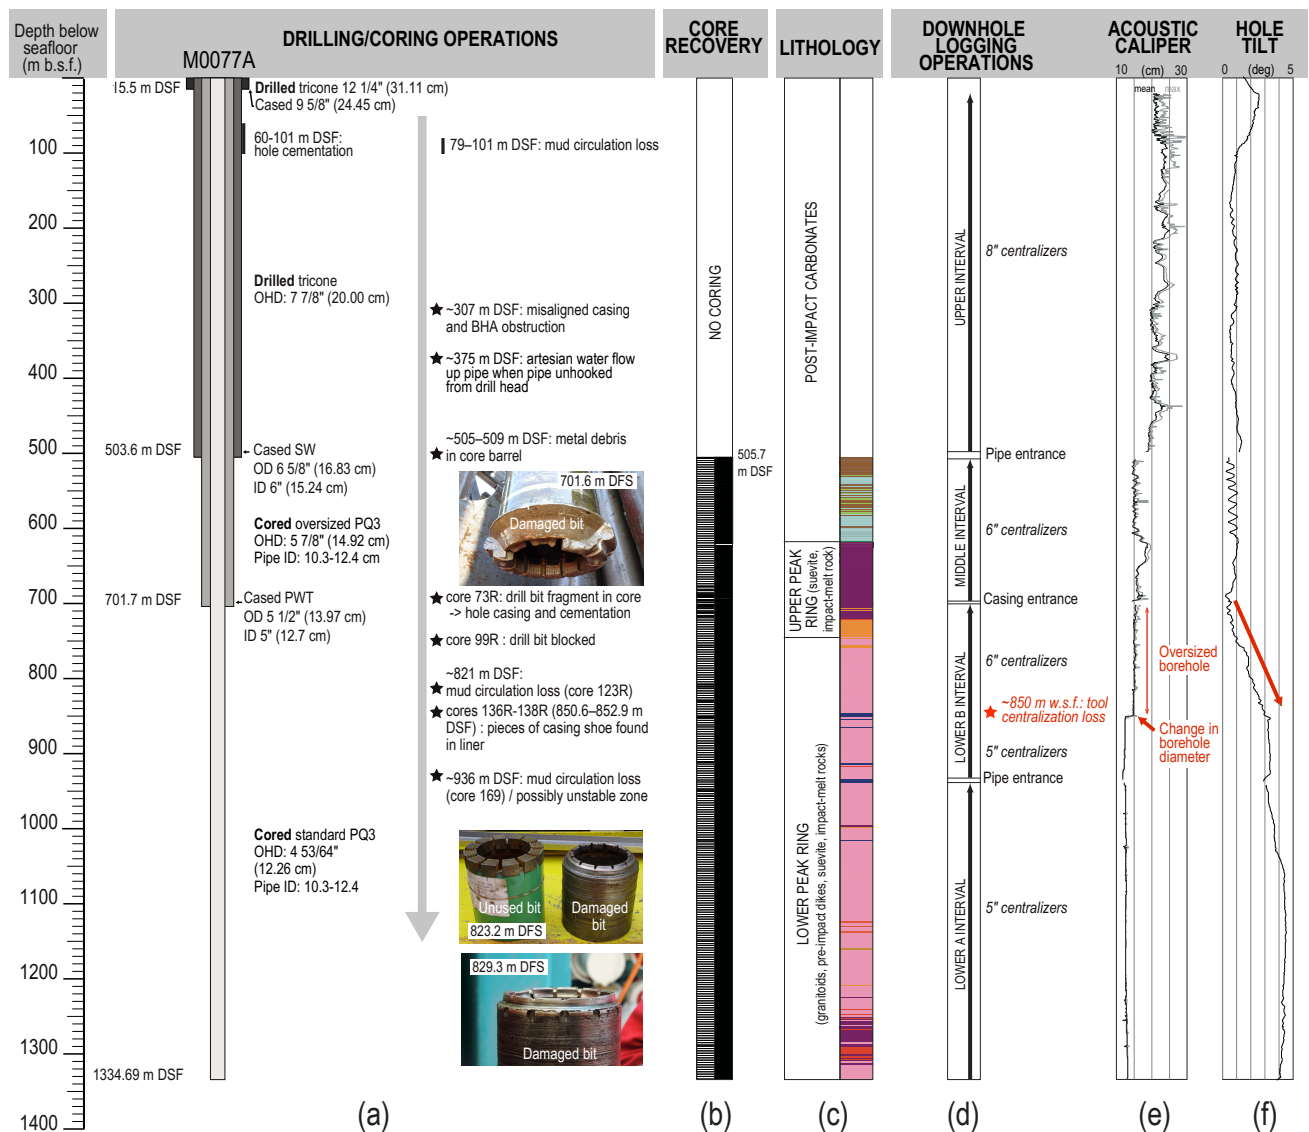 Depth below
seafloor
(m b.s.f.)
DRILLING/CORING OPERATIONS
M0077A
CORE
RECOVERY
LITHOLOGY
DOWNHOLE
LOGGING
OPERATIONS
ACOUSTIC
CALIPER
10 (cm) 30
HOLE
TILT
0 (deg) 5
mean max
100
200
300
400
500
600
700
800
900
1000
1100
1200
1300
1400
15.5 m DSF
503.6 m DSF
701.7 m DSF
1334.69 m DSF
Drilled tricone 12 1/4" (31.11 cm)
Cased 9 5/8" (24.45 cm)
60-101 m DSF:
hole cementation
Drilled tricone
OHD: 7 7/8" (20.00 cm)
Cased SW
OD 6 5/8" (16.83 cm)
ID 6" (15.24 cm)
Cored oversized PQ3
OHD: 5 7/8" (14.92 cm)
Pipe ID: 10.3-12.4 cm
Cased PWT
OD 5 1/2" (13.97 cm)
ID 5" (12.7 cm)
Cored standard PQ3
OHD: 4 53/64"
(12.26 cm)
Pipe ID: 10.3-12.4
79–101 m DSF: mud circulation loss
~307 m DSF: misaligned casing
and BHA obstruction
~375 m DSF: artesian water flow
up pipe when pipe unhooked
from drill head
~505–509 m DSF: metal debris
in core barrel
701.6 m DFS
Damaged bit
core 73R: drill bit fragment in core
-> hole casing and cementation
core 99R : drill bit blocked
~821 m DSF:
mud circulation loss (core 123R)
cores 136R-138R (850.6–852.9 m
DSF) : pieces of casing shoe found
in liner
~936 m DSF: mud circulation loss
(core 169) / possibly unstable zone
Unused bit
Damaged
bit
823.2 m DFS
829.3 m DFS
Damaged bit
NO CORING
505.7
m DSF
POST-IMPACT CARBONATES
UPPER PEAK
RING (suevite,
impact-melt rock)
LOWER PEAK RING
(granitoids, pre-impact dikes, suevite, impact-melt rocks)
UPPER INTERVAL
8" centralizers
Pipe entrance
MIDDLE INTERVAL
6" centralizers
Casing entrance
LOWER B INTERVAL
6" centralizers
~850 m w.s.f.: tool
centralization loss
5" centralizers
Pipe entrance
LOWER A INTERVAL
5" centralizers
Oversized
borehole
Change in
borehole
diameter
(a)
(b)
(c)
(d)
(e)
(f)